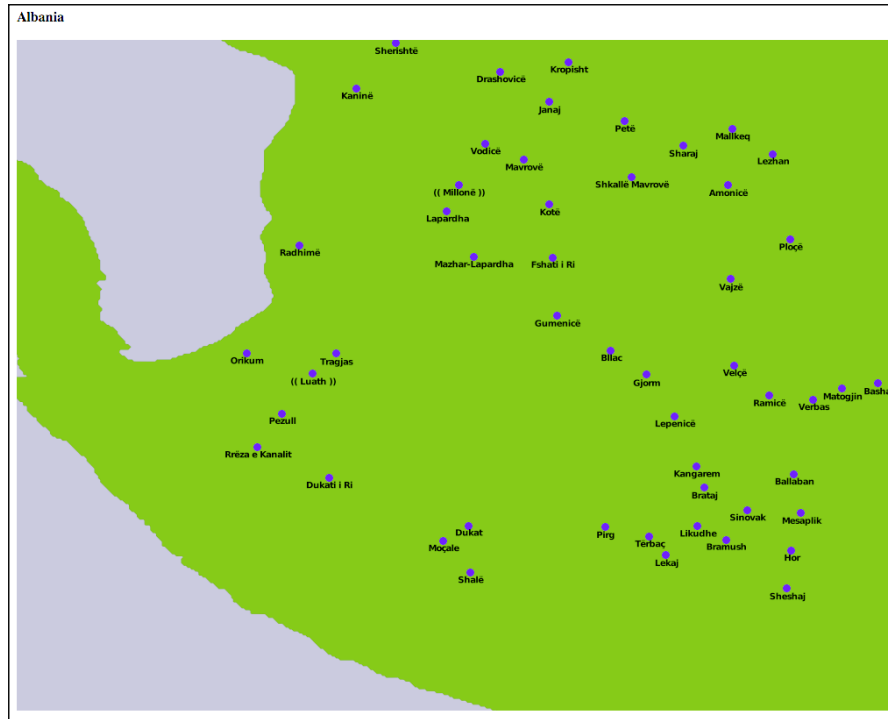 Albania
Sherishtë
Kropisht
Drashovicë
Kaninë
Janaj
Petë
Mallkeq
Vodicë
Sharaj
Lezhan
Mavrovë
Shkallë Mavrovë
(( Millonë ))
Amonicë
Kotë
Lapardha
Ploçë
Radhimë
Mazhar-Lapardha
Fshati i Ri
Vajzë
Gumenicë
Bllac
Orikum
Tragjas
Velçë
(( Luath ))
Gjorm
Basha
Matogjin
Ramicë
Verbas
Pezull
Lepenicë
Rrëza e Kanalit
Kangarem
Ballaban
Dukati i Ri
Brataj
Sinovak
Mesaplik
Dukat
Pirg
Likudhe
Tërbaç
Bramush
Moçale
Hor
Lekaj
Shalë
Sheshaj